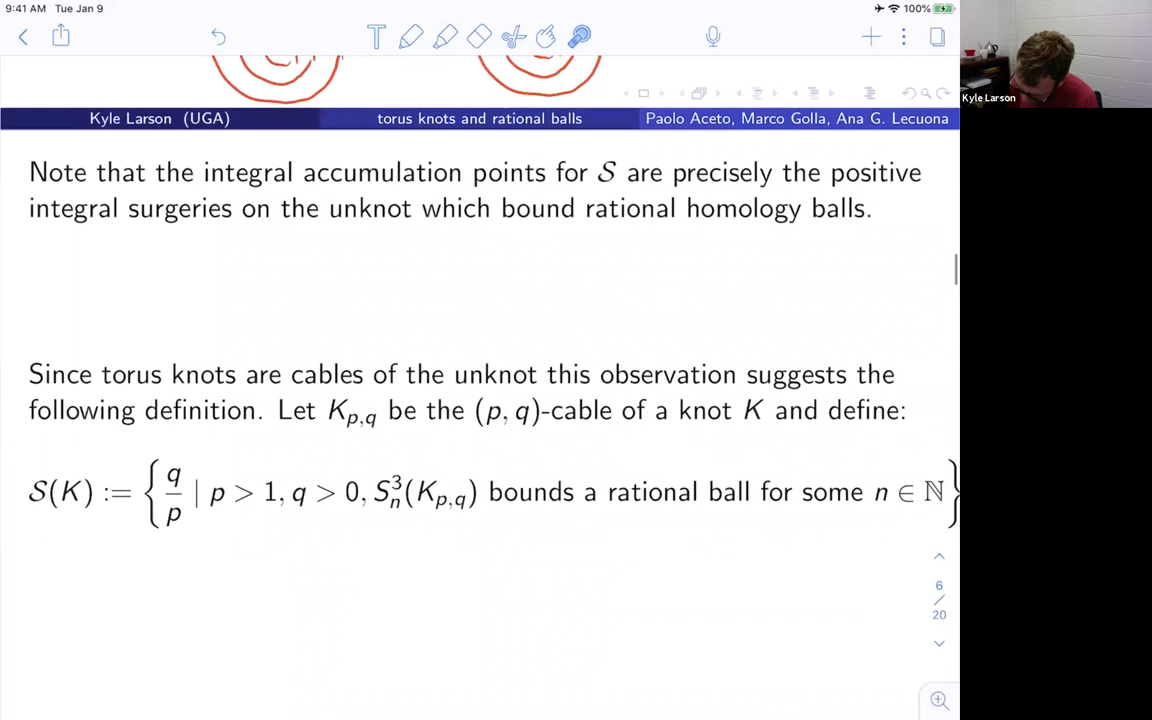 9:41 AM Tue Jan 9
100%
Kyle Larson
Kyle Larson (UGA) torus knots and rational balls Paolo Aceto, Marco Golla, Ana G. Lecuona
Note that the integral accumulation points for 𝒮 are precisely the positive
integral surgeries on the unknot which bound rational homology balls.
Since torus knots are cables of the unknot this observation suggests the
following definition. Let K_{p,q} be the (p, q)-cable of a knot K and define:
𝒮(K) := { q/p | p > 1, q > 0, S³_n(K_{p,q}) bounds a rational ball for some n ∈ ℕ }
6
/
20